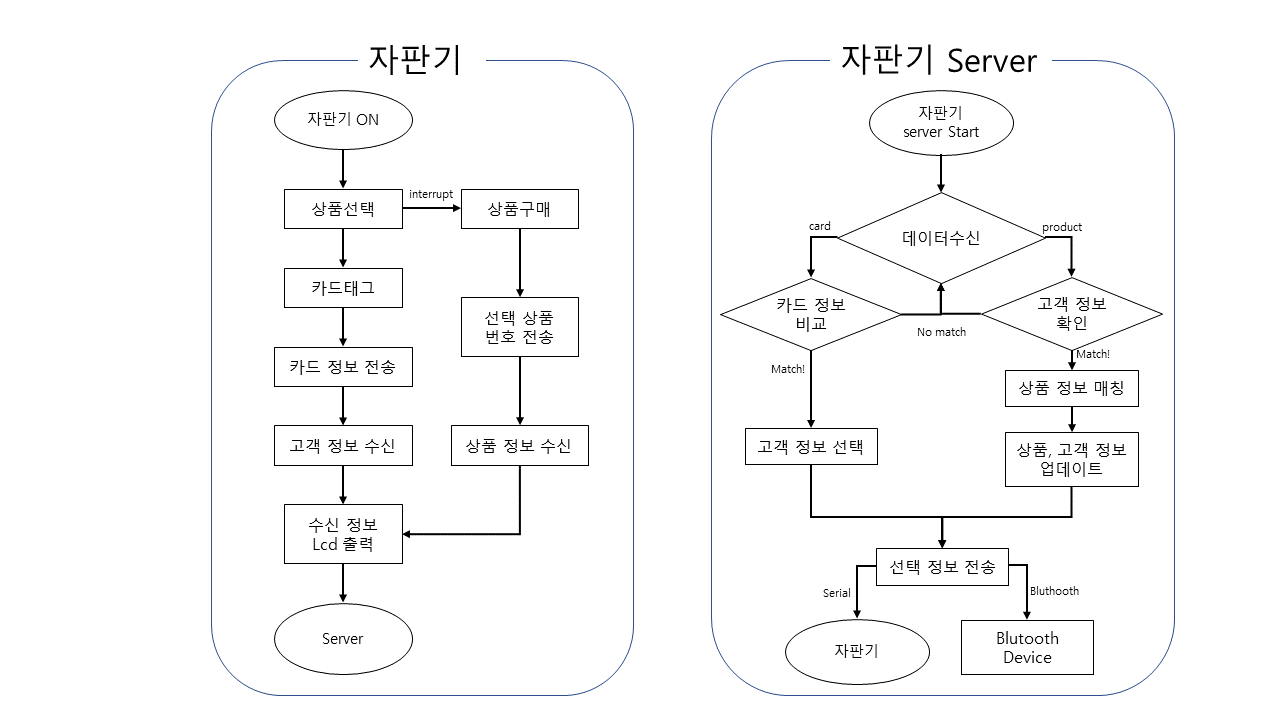 자판기
자판기 ON
상품선택
interrupt
상품구매
카드태그
선택 상품
번호 전송
카드 정보 전송
고객 정보 수신
상품 정보 수신
수신 정보
Lcd 출력
Server
자판기 Server
자판기
server Start
데이터수신
card
product
카드 정보
비교
고객 정보
확인
No match
Match!
Match!
상품 정보 매칭
고객 정보 선택
상품, 고객 정보
업데이트
선택 정보 전송
Serial
Bluthooth
자판기
Blutooth
Device